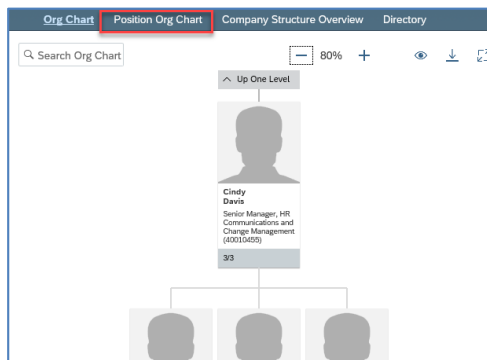 Org Chart Position Org Chart Company Structure Overview Directory
Search Org Chart 80%
Up One Level
Cindy
Davis
Senior Manager, HR
Communications and
Change Management
(40010455)
3/3